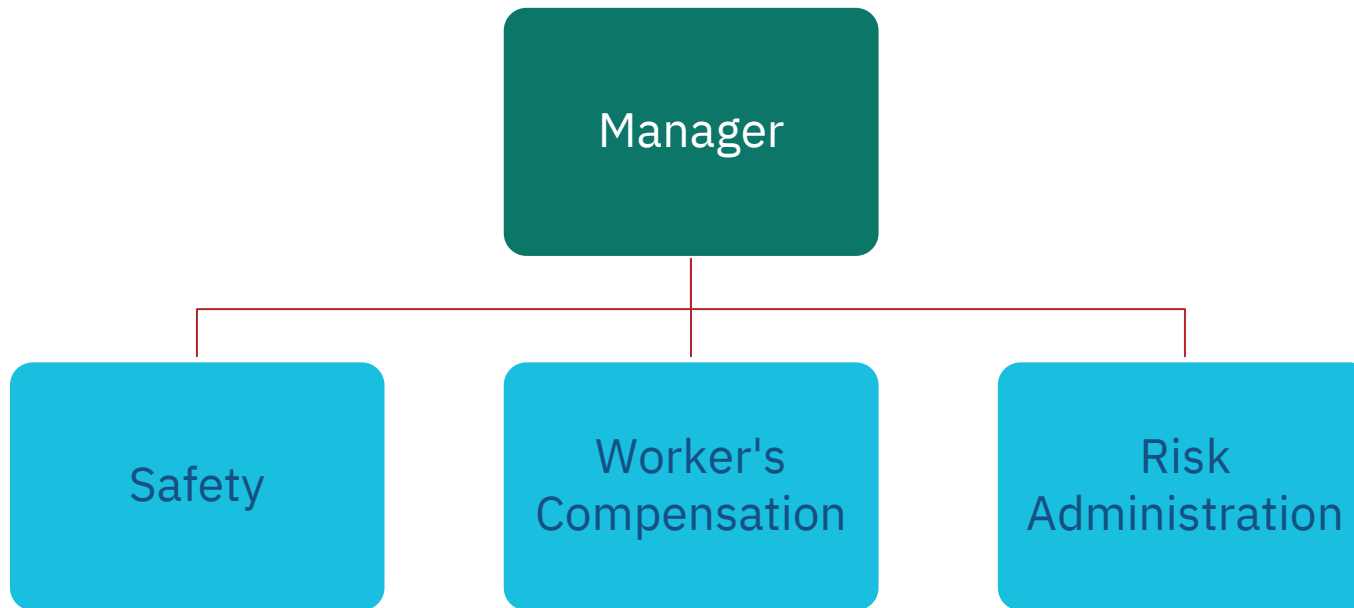 Manager
Safety
Worker's
Compensation
Risk
Administration